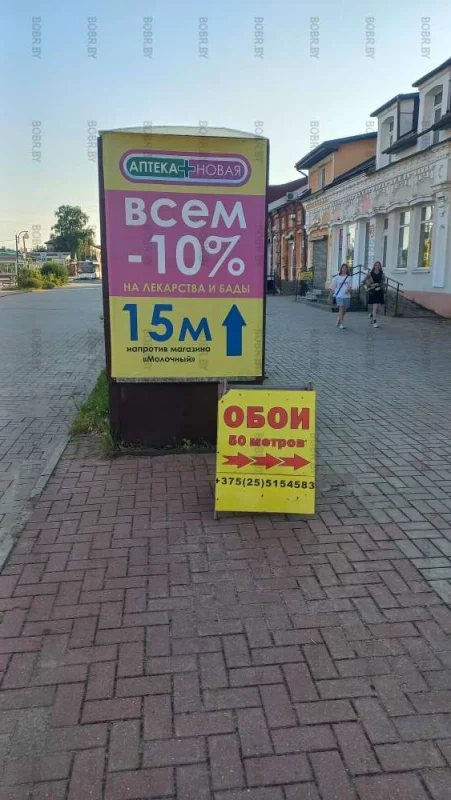 АПТЕКА+НОВАЯ
ВСЕМ
-10%
НА ЛЕКАРСТВА И БАДЫ
15м
напротив магазина
«Молочный»
ОБОИ
50 метров
+375(25)5154583
BOBR.BY